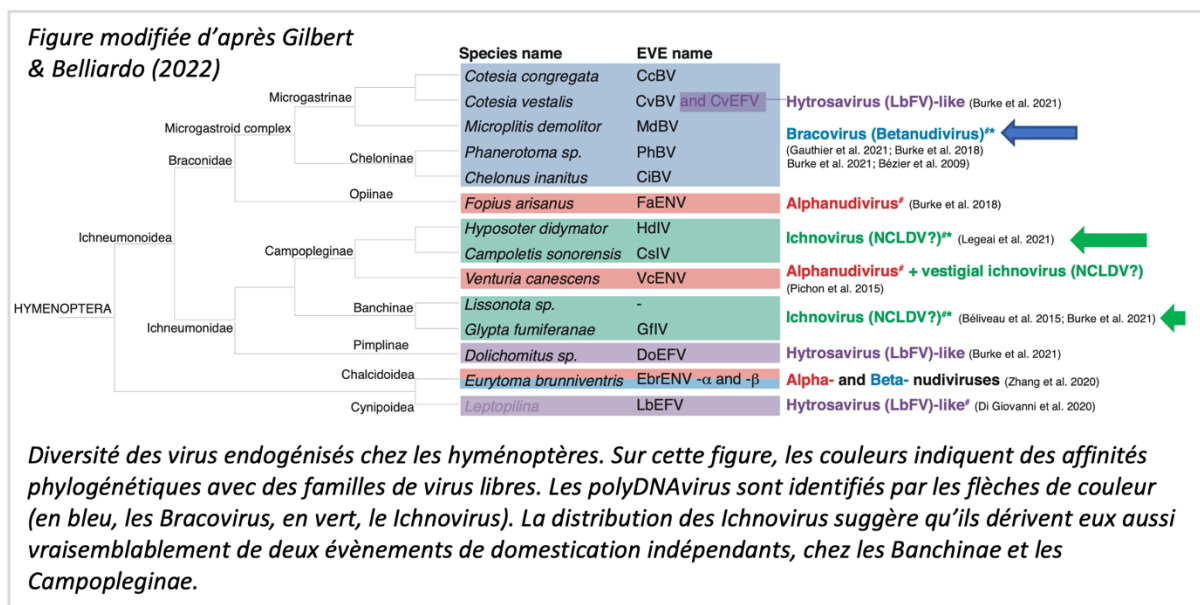 Figure modifiée d'après Gilbert
& Belliardo (2022)
Species name
EVE name
Cotesia congregata CcBV
Microgastrinae
Cotesia vestalis CvBV and CvEFV Hytrosavirus (LbFV)-like (Burke et al. 2021)
Microgastroid complex
Microplitis demolitor MdBV Bracovirus (Betanudivirus)#*
(Gauthier et al. 2021; Burke et al. 2018)
Burke et al. 2021; Bézier et al. 2009)
Braconidae
Cheloninae
Phanerotoma sp. PhBV
Chelonus inanitus CiBV
Opiinae
Fopius arisanus FaENV Alphanudivirus# (Burke et al. 2018)
Ichneumonoidea
Hyposoter didymator HdIV
Ichnovirus (NCLDV?)#* (Legeai et al. 2021)
Campopleginae
Campoletis sonorensis CsIV
Venturia canescens VcENV Alphanudivirus# + vestigial ichnovirus (NCLDV?)
(Pichon et al. 2015)
HYMENOPTERA
Banchinae
Lissonota sp. -
Ichnovirus (NCLDV?)#* (Béliveau et al. 2015; Burke et al. 2021)
Ichneumonidae
Glypta fumiferanae GfIV
Pimplinae
Dolichomitus sp. DoEFV Hytrosavirus (LbFV)-like (Burke et al. 2021)
Chalcidoidea
Eurytoma brunniventris EbrENV -α and -β Alpha- and Beta- nudiviruses (Zhang et al. 2020)
Cynipoidea
Leptopilina LbEFV Hytrosavirus (LbFV)-like# (Di Giovanni et al. 2020)
Diversité des virus endogénisés chez les hyménoptères. Sur cette figure, les couleurs indiquent des affinités
phylogénétiques avec des familles de virus libres. Les polyDNAvirus sont identifiés par les flèches de couleur
(en bleu, les Bracovirus, en vert, le Ichnovirus). La distribution des Ichnovirus suggère qu'ils dérivent eux aussi
vraisemblablement de deux évènements de domestication indépendants, chez les Banchinae et les
Campopleginae.